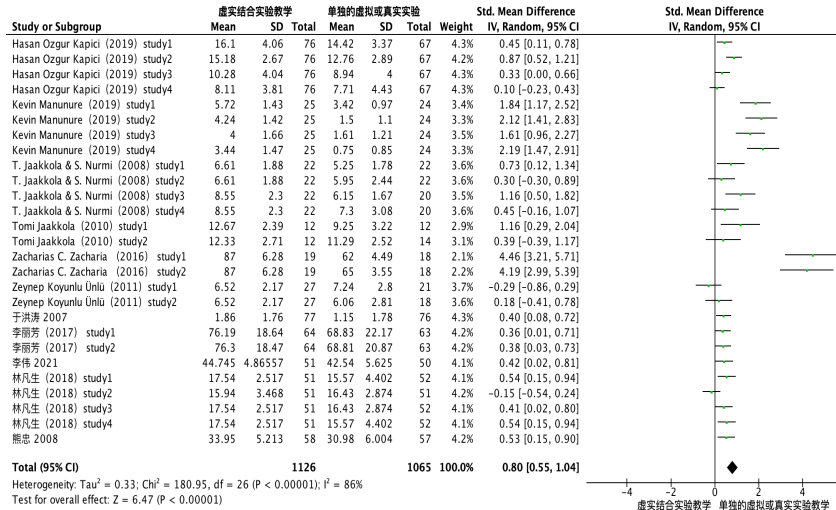 虚实结合实验教学 单独的虚拟或真实实验 Std. Mean Difference Std. Mean Difference
Study or Subgroup Mean SD Total Mean SD Total Weight IV, Random, 95% CI IV, Random, 95% CI
Hasan Ozgur Kapici (2019) study1 16.1 4.06 76 14.42 3.37 67 4.3% 0.45 [0.11, 0.78]
Hasan Ozgur Kapici (2019) study2 15.18 2.67 76 12.76 2.89 67 4.3% 0.87 [0.52, 1.21]
Hasan Ozgur Kapici (2019) study3 10.28 4.04 76 8.94 4 67 4.3% 0.33 [0.00, 0.66]
Hasan Ozgur Kapici (2019) study4 8.11 3.81 76 7.71 4.43 67 4.3% 0.10 [−0.23, 0.43]
Kevin Manunure (2019) study1 5.72 1.43 25 3.42 0.97 24 3.4% 1.84 [1.17, 2.52]
Kevin Manunure (2019) study2 4.24 1.42 25 1.5 1.1 24 3.3% 2.12 [1.41, 2.83]
Kevin Manunure (2019) study3 4 1.66 25 1.61 1.21 24 3.5% 1.61 [0.96, 2.27]
Kevin Manunure (2019) study4 3.44 1.47 25 0.75 0.85 24 3.2% 2.19 [1.47, 2.91]
T. Jaakkola & S. Nurmi (2008) study1 6.61 1.88 22 5.25 1.78 22 3.6% 0.73 [0.12, 1.34]
T. Jaakkola & S. Nurmi (2008) study2 6.61 1.88 22 5.95 2.44 22 3.6% 0.30 [−0.30, 0.89]
T. Jaakkola & S. Nurmi (2008) study3 8.55 2.3 22 6.15 1.67 20 3.4% 1.16 [0.50, 1.82]
T. Jaakkola & S. Nurmi (2008) study4 8.55 2.3 22 7.3 3.08 20 3.6% 0.45 [−0.16, 1.07]
Tomi Jaakkola (2010) study1 12.67 2.39 12 9.25 3.22 12 2.8% 1.16 [0.29, 2.04]
Tomi Jaakkola (2010) study2 12.33 2.71 12 11.29 2.52 14 3.1% 0.39 [−0.39, 1.17]
Zacharias C. Zacharia (2016) study1 87 6.28 19 62 4.49 18 1.9% 4.46 [3.21, 5.71]
Zacharias C. Zacharia (2016) study2 87 6.28 19 65 3.55 18 2.0% 4.19 [2.99, 5.39]
Zeynep Koyunlu Ünlü (2011) study1 6.52 2.17 27 7.24 2.8 21 3.7% −0.29 [−0.86, 0.29]
Zeynep Koyunlu Ünlü (2011) study2 6.52 2.17 27 6.06 2.81 18 3.6% 0.18 [−0.41, 0.78]
于洪涛 2007 1.86 1.76 77 1.15 1.78 76 4.3% 0.40 [0.08, 0.72]
李丽芳 (2017) study1 76.19 18.64 64 68.83 22.17 63 4.3% 0.36 [0.01, 0.71]
李丽芳 (2017) study2 76.3 18.47 64 68.81 20.87 63 4.3% 0.38 [0.03, 0.73]
李伟 2021 44.745 4.86557 51 42.54 5.625 50 4.2% 0.42 [0.02, 0.81]
林凡生 (2018) study1 17.54 2.517 51 15.57 4.402 52 4.2% 0.54 [0.15, 0.94]
林凡生 (2018) study2 15.94 3.468 51 16.43 2.874 51 4.2% −0.15 [−0.54, 0.24]
林凡生 (2018) study3 17.54 2.517 51 16.43 2.874 52 4.2% 0.41 [0.02, 0.80]
林凡生 (2018) study4 17.54 2.517 51 15.57 4.402 52 4.2% 0.54 [0.15, 0.94]
熊忠 2008 33.95 5.213 58 30.98 6.004 57 4.2% 0.53 [0.15, 0.90]
Total (95% CI) 1126 1065 100.0% 0.80 [0.55, 1.04]
Heterogeneity: Tau² = 0.33; Chi² = 180.95, df = 26 (P < 0.00001); I² = 86%
Test for overall effect: Z = 6.47 (P < 0.00001)
−4 −2 0 2 4
虚实结合实验教学 单独的虚拟或真实实验教学